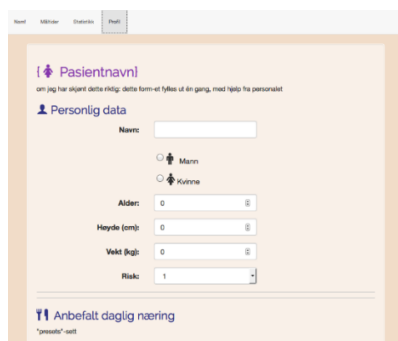 Hjem Måltider Statistikk Profil
{ Pasientnavn}
om jeg har skjønt dette riktig: dette form-et fylles ut én gang, med hjelp fra personalet
Personlig data
Navn:
Mann
Kvinne
Alder: 0
Høyde (cm): 0
Vekt (kg): 0
Risk: 1
Anbefalt daglig næring
"presets"-sett